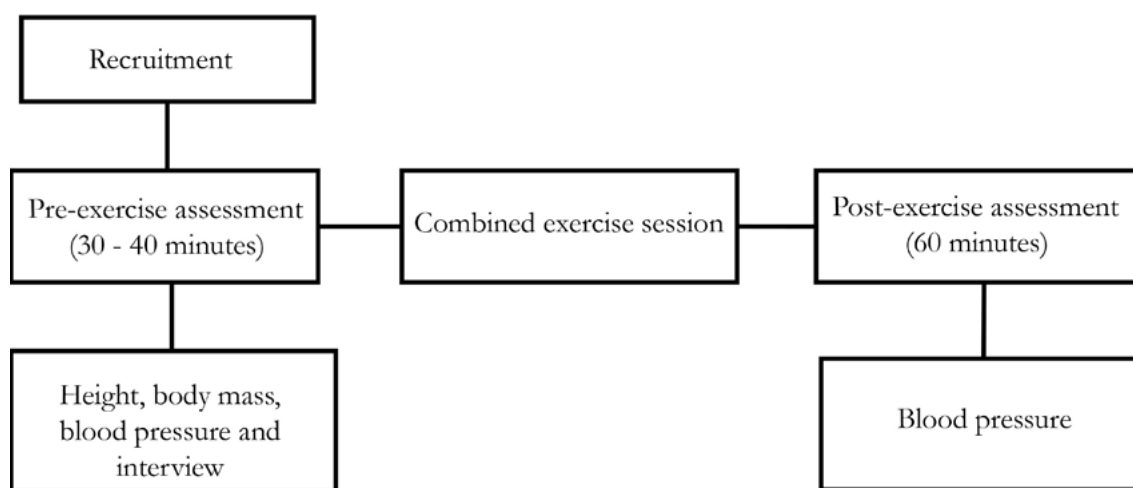 Recruitment
Pre-exercise assessment
(30 - 40 minutes)
Combined exercise session
Post-exercise assessment
(60 minutes)
Height, body mass,
blood pressure and
interview
Blood pressure